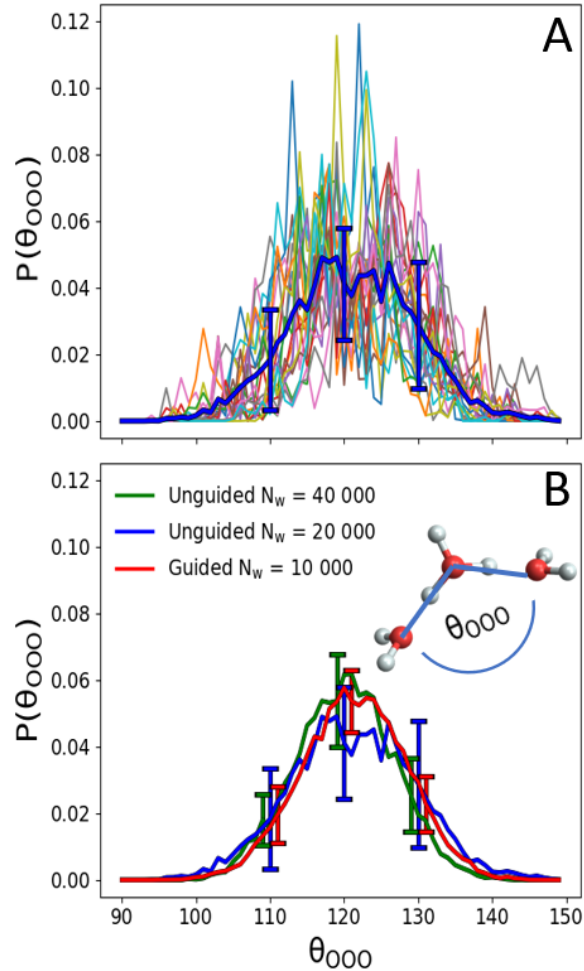 A
P(θOOO)
0.12
0.10
0.08
0.06
0.04
0.02
0.00
B
Unguided Nw = 40 000
Unguided Nw = 20 000
Guided Nw = 10 000
θOOO
P(θOOO)
0.12
0.10
0.08
0.06
0.04
0.02
0.00
90 100 110 120 130 140 150
θOOO